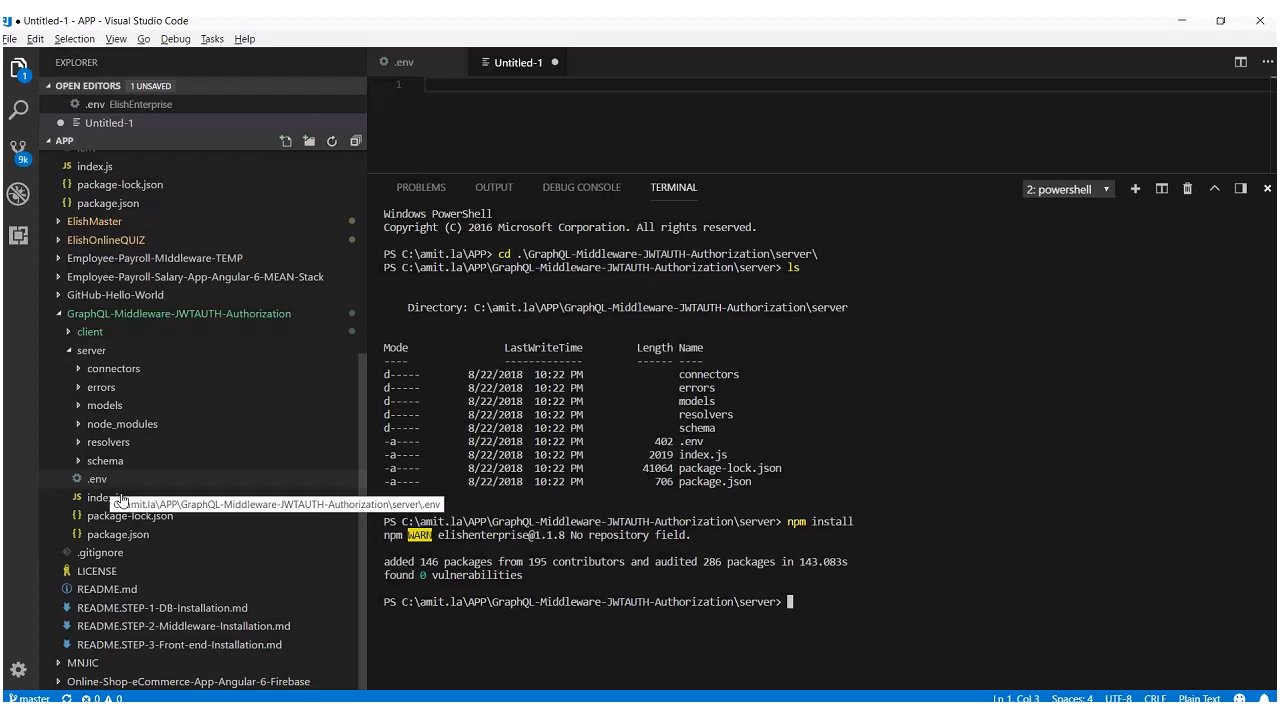 Untitled-1 - APP - Visual Studio Code
File Edit Selection View Go Debug Tasks Help
EXPLORER
OPEN EDITORS 1 UNSAVED
.env ElishEnterprise
Untitled-1
APP
index.js
package-lock.json
package.json
ElishMaster
ElishOnlineQUIZ
Employee-Payroll-MIddleware-TEMP
Employee-Payroll-Salary-App-Angular-6-MEAN-Stack
GitHub-Hello-World
GraphQL-Middleware-JWTAUTH-Authorization
client
server
connectors
errors
models
node_modules
resolvers
schema
.env
index
amit.la\APP\GraphQL-Middleware-JWTAUTH-Authorization\server\.env
package-lock.json
package.json
.gitignore
LICENSE
README.md
README.STEP-1-DB-Installation.md
README.STEP-2-Middleware-Installation.md
README.STEP-3-Front-end-Installation.md
MNJIC
Online-Shop-eCommerce-App-Angular-6-Firebase
1
9k
.env
Untitled-1
1
PROBLEMS OUTPUT DEBUG CONSOLE TERMINAL
2: powershell
Windows PowerShell
Copyright (C) 2016 Microsoft Corporation. All rights reserved.
PS C:\amit.la\APP> cd .\GraphQL-Middleware-JWTAUTH-Authorization\server\
PS C:\amit.la\APP\GraphQL-Middleware-JWTAUTH-Authorization\server> ls
Directory: C:\amit.la\APP\GraphQL-Middleware-JWTAUTH-Authorization\server
Mode LastWriteTime Length Name
---- ------------- ------ ----
d----- 8/22/2018 10:22 PM connectors
d----- 8/22/2018 10:22 PM errors
d----- 8/22/2018 10:22 PM models
d----- 8/22/2018 10:22 PM resolvers
d----- 8/22/2018 10:22 PM schema
-a---- 8/22/2018 10:22 PM 402 .env
-a---- 8/22/2018 10:22 PM 2019 index.js
-a---- 8/22/2018 10:22 PM 41064 package-lock.json
-a---- 8/22/2018 10:22 PM 706 package.json
PS C:\amit.la\APP\GraphQL-Middleware-JWTAUTH-Authorization\server> npm install
npm WARN elishenterprise@1.1.8 No repository field.
added 146 packages from 195 contributors and audited 286 packages in 143.083s
found 0 vulnerabilities
PS C:\amit.la\APP\GraphQL-Middleware-JWTAUTH-Authorization\server>
master 0 0 Ln 1, Col 3 Spaces: 4 UTF-8 CRLF Plain Text